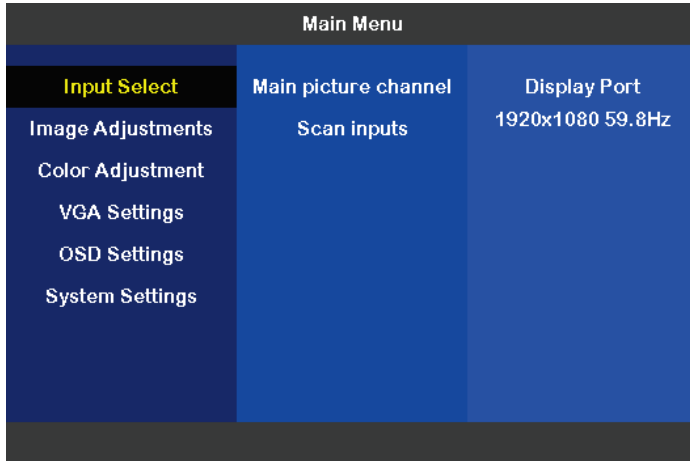 Main Menu
Input Select
Image Adjustments
Color Adjustment
VGA Settings
OSD Settings
System Settings
Main picture channel
Scan inputs
Display Port
1920x1080 59.8Hz